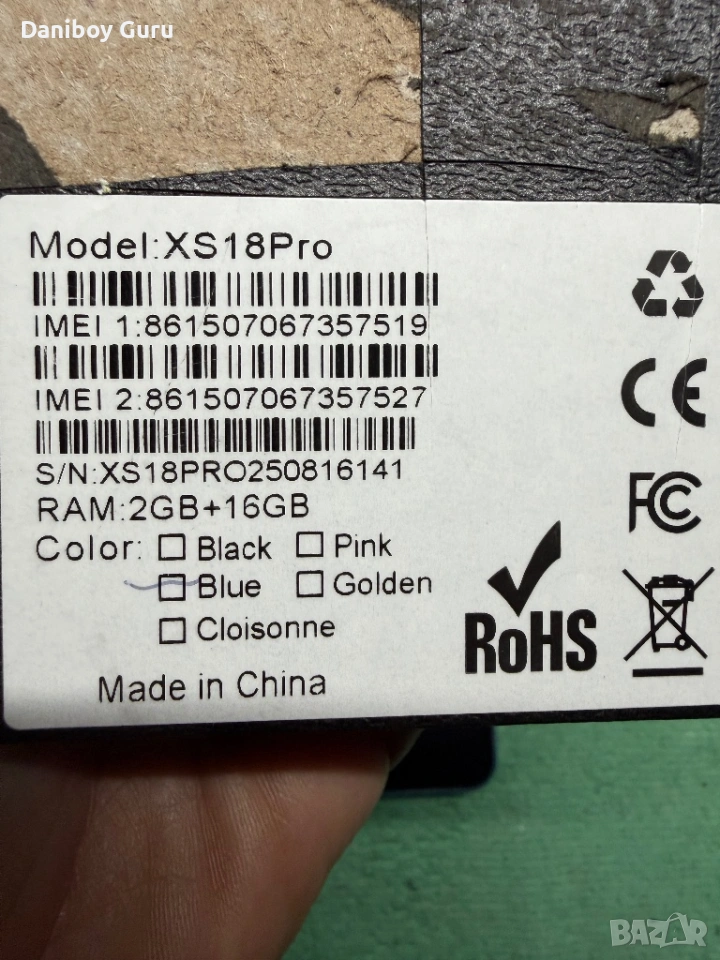 Daniboy Guru
Model:XS18Pro
IMEI 1:861507067357519
IMEI 2:861507067357527
S/N:XS18PRO250816141
RAM:2GB+16GB
Color: Black Pink
Blue Golden
Cloisonne
Made in China
CE
FC
RoHS
BAZAR